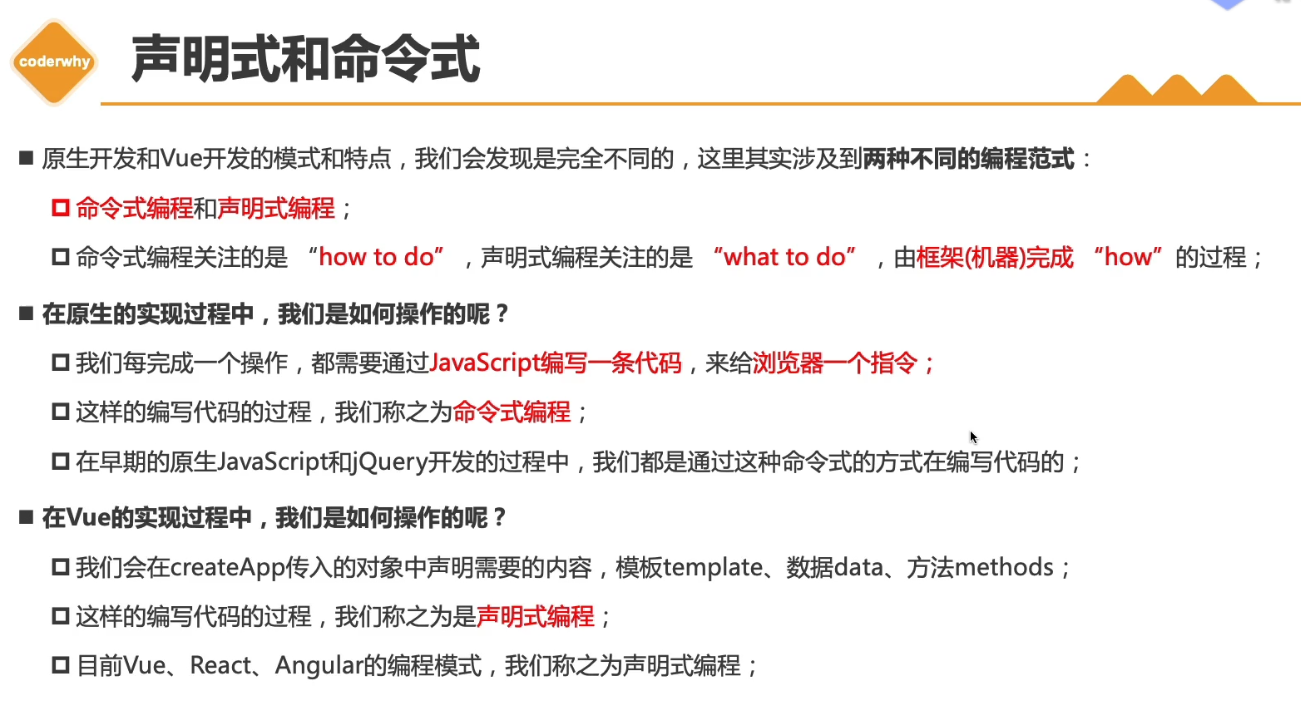 coderwhy
声明式和命令式
原生开发和Vue开发的模式和特点，我们会发现是完全不同的，这里其实涉及到两种不同的编程范式：
命令式编程和声明式编程；
命令式编程关注的是 “how to do” ，声明式编程关注的是 “what to do” ，由框架(机器)完成 “how” 的过程；
在原生的实现过程中，我们是如何操作的呢？
我们每完成一个操作，都需要通过JavaScript编写一条代码，来给浏览器一个指令；
这样的编写代码的过程，我们称之为命令式编程；
在早期的原生JavaScript和jQuery开发的过程中，我们都是通过这种命令式的方式在编写代码的；
在Vue的实现过程中，我们是如何操作的呢？
我们会在createApp传入的对象中声明需要的内容，模板template、数据data、方法methods；
这样的编写代码的过程，我们称之为是声明式编程；
目前Vue、React、Angular的编程模式，我们称之为声明式编程；